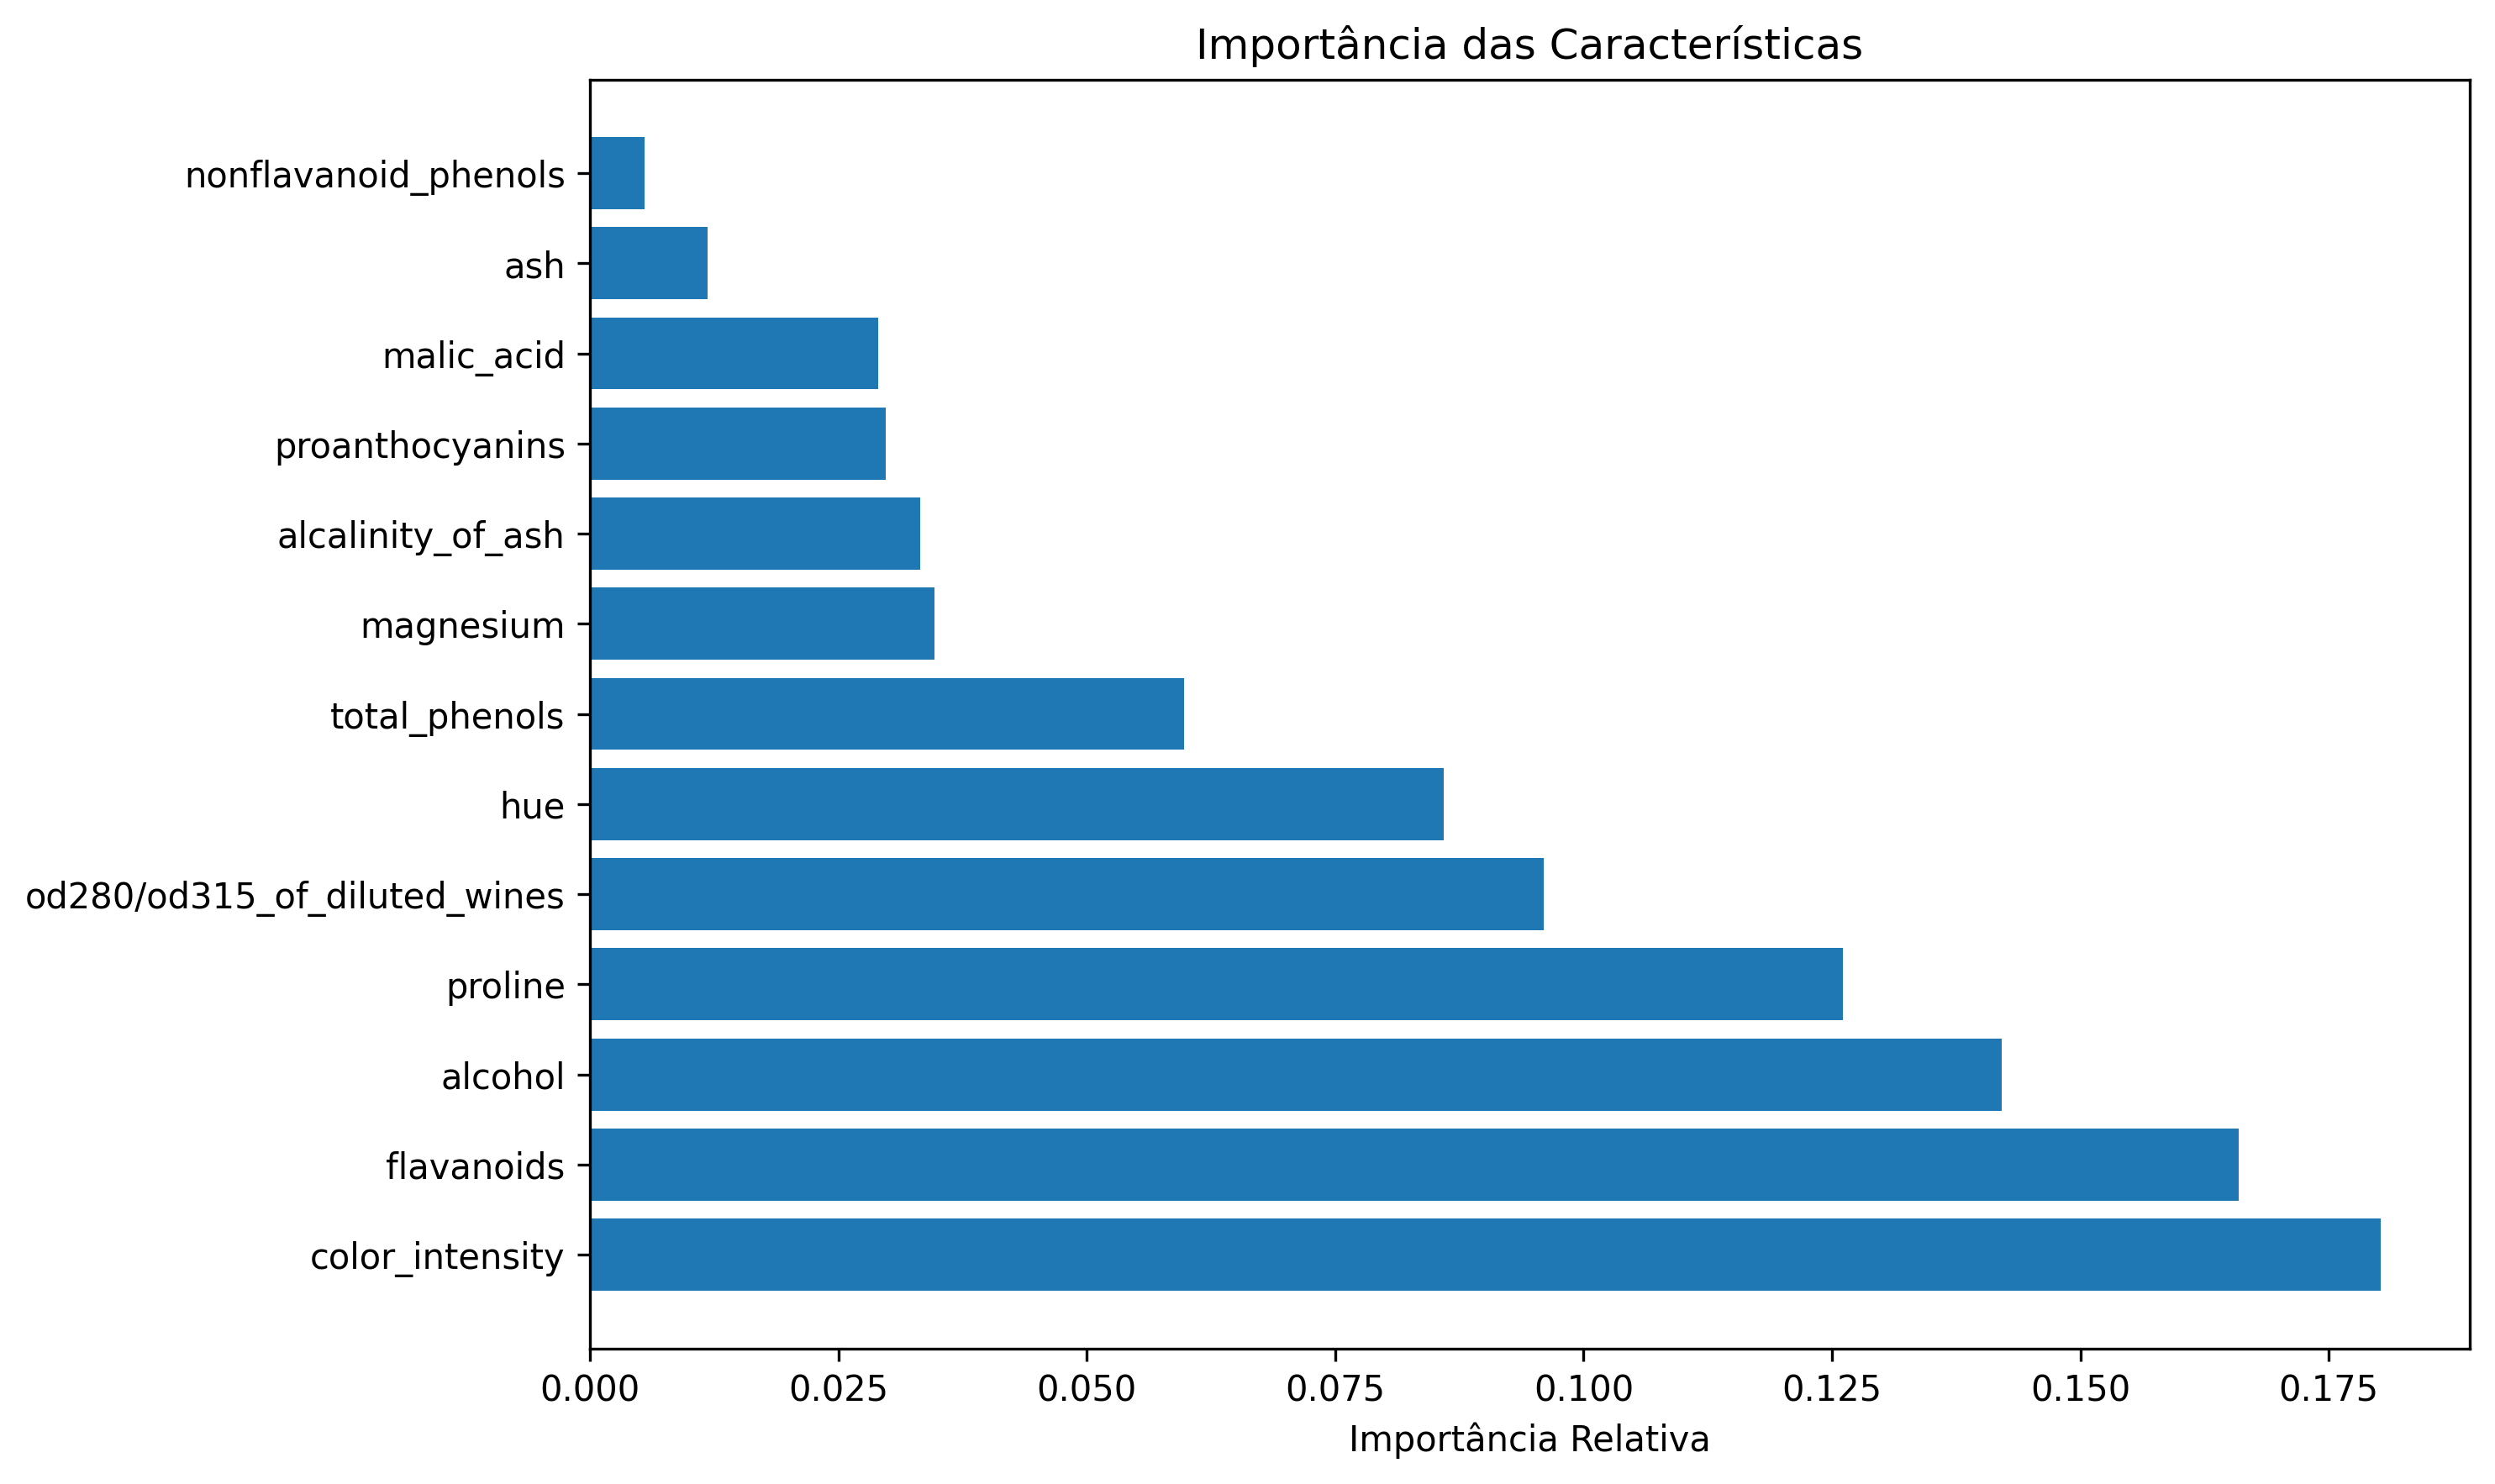 Importância das Características
nonflavanoid_phenols
ash
malic_acid
proanthocyanins
alcalinity_of_ash
magnesium
total_phenols
hue
od280/od315_of_diluted_wines
proline
alcohol
flavanoids
color_intensity
0.000 0.025 0.050 0.075 0.100 0.125 0.150 0.175
Importância Relativa